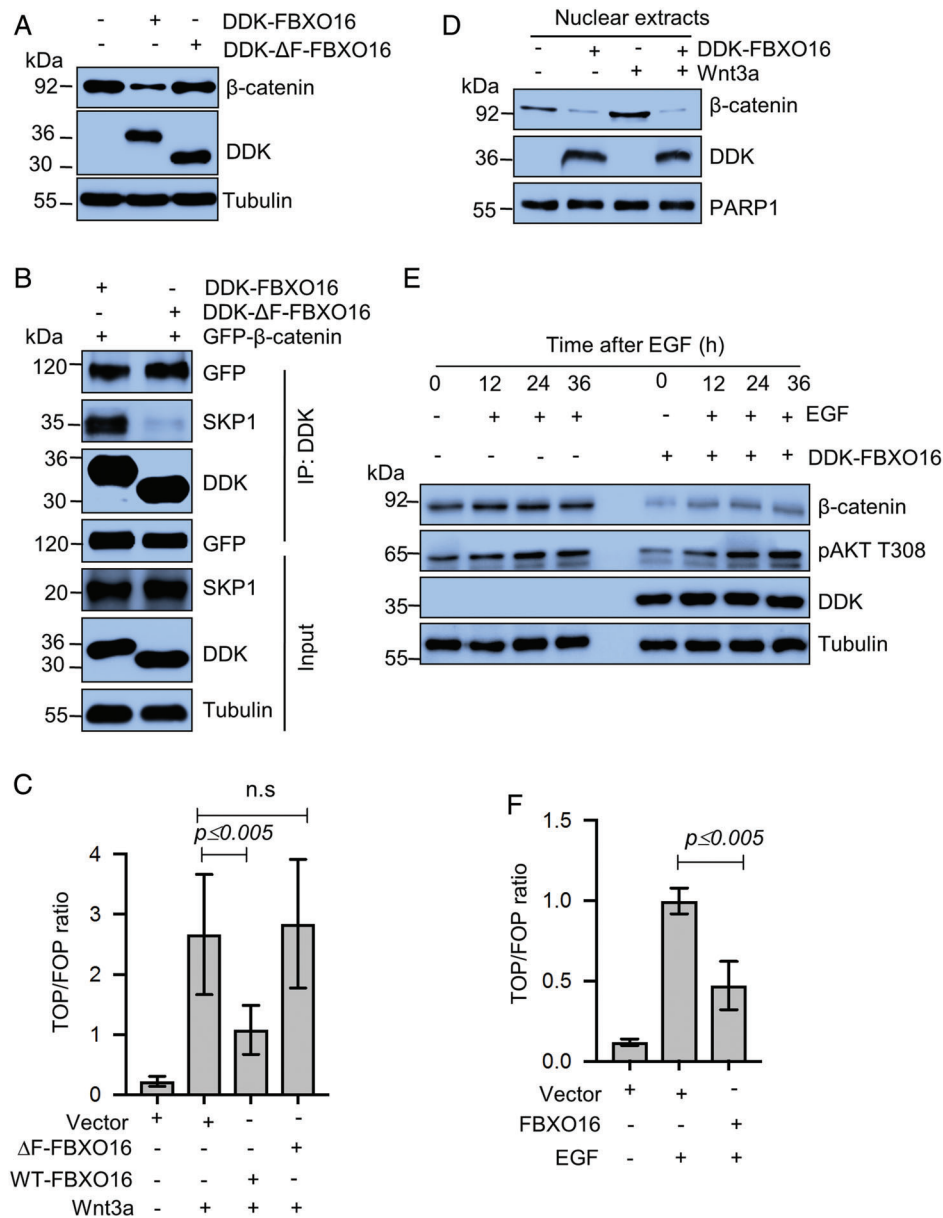 A
- + - DDK-FBXO16
- - + DDK-ΔF-FBXO16
kDa
92 β-catenin
36
30 DDK
55 Tubulin
B
+ - DDK-FBXO16
- + DDK-ΔF-FBXO16
kDa + + GFP-β-catenin
120 GFP
35 SKP1
36
30 DDK
120 GFP
IP: DDK
20 SKP1
36
30 DDK
55 Tubulin
Input
C
n.s
p≤0.005
TOP/FOP ratio
4
3
2
1
0
Vector + + - -
ΔF-FBXO16 - - - +
WT-FBXO16 - - + -
Wnt3a - + + +
D
Nuclear extracts
- + - + DDK-FBXO16
- - + + Wnt3a
kDa
92 β-catenin
36 DDK
55 PARP1
E
Time after EGF (h)
0 12 24 36 0 12 24 36
- + + + - + + + EGF
- - - - + + + + DDK-FBXO16
kDa
92 β-catenin
65 pAKT T308
35 DDK
55 Tubulin
F
p≤0.005
TOP/FOP ratio
1.5
1.0
0.5
0.0
Vector + + -
FBXO16 - - +
EGF - + +